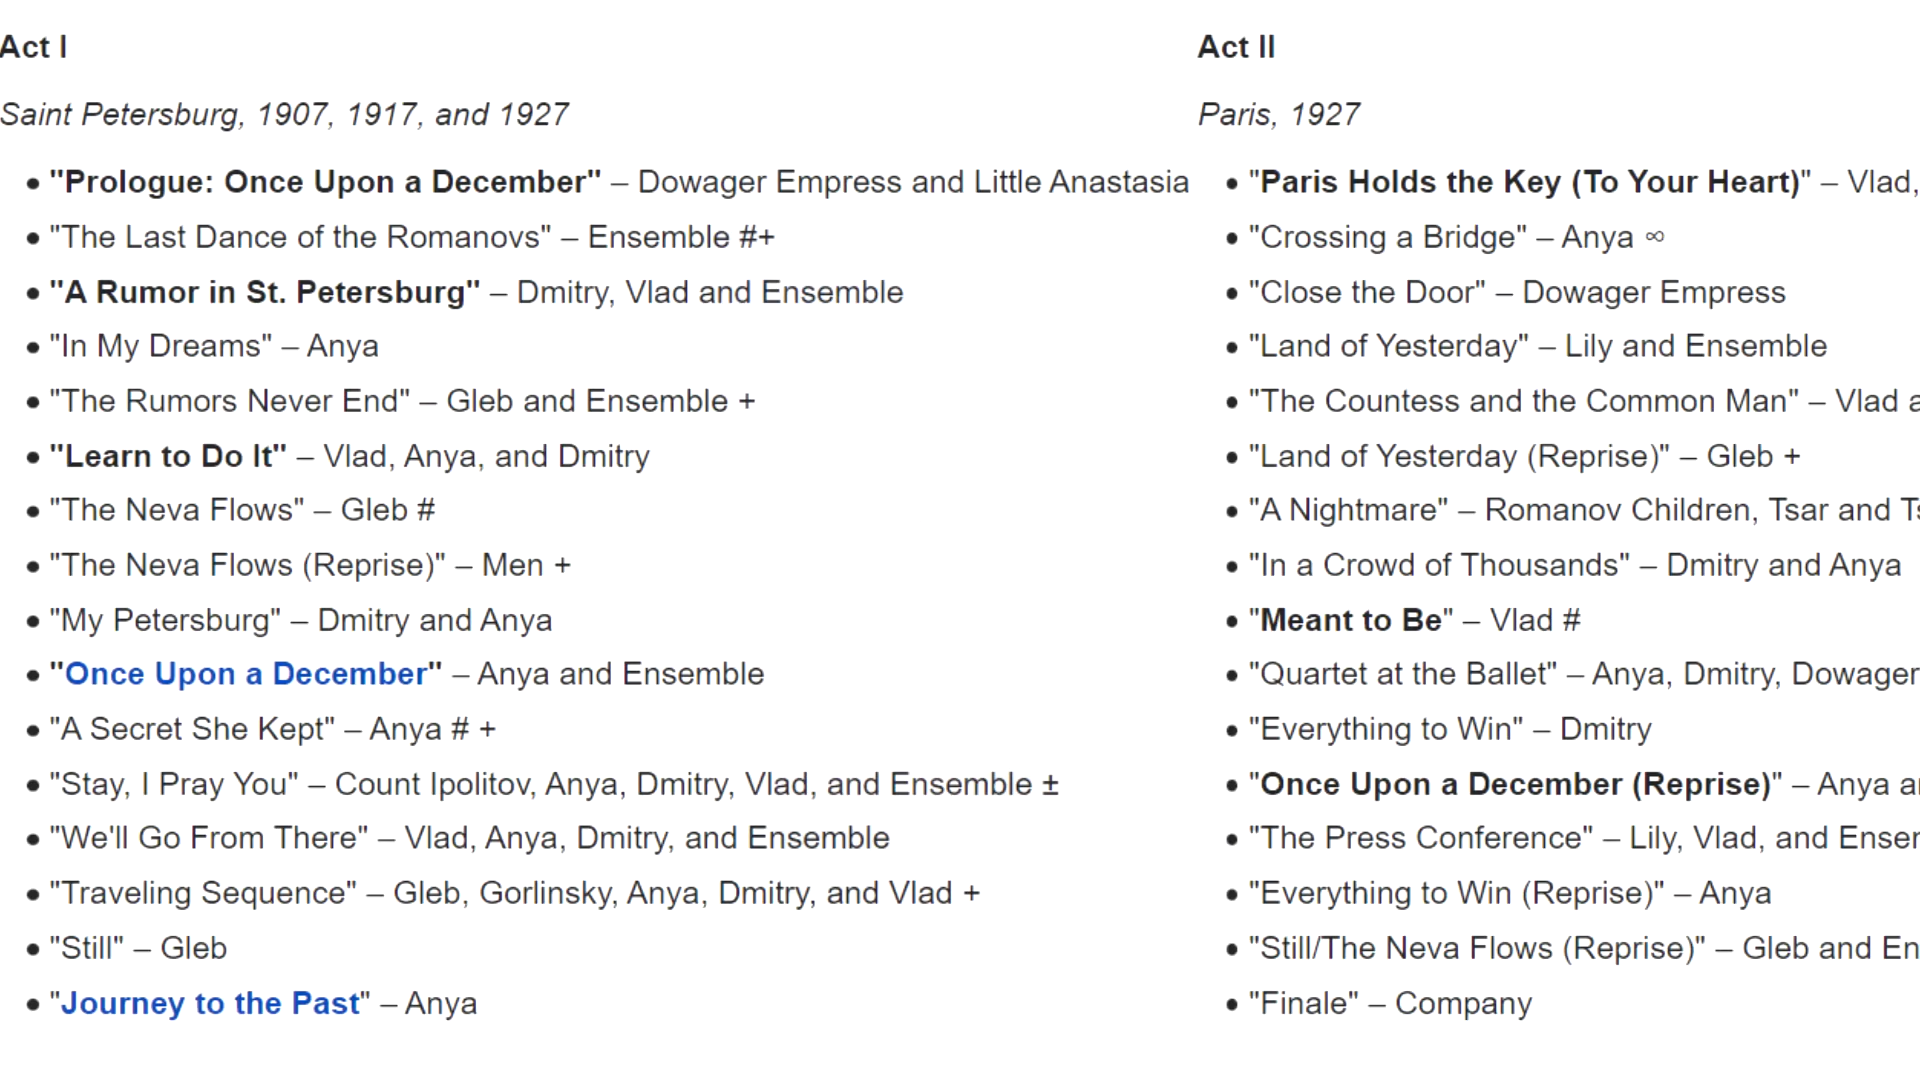 Act I
Saint Petersburg, 1907, 1917, and 1927
"Prologue: Once Upon a December" – Dowager Empress and Little Anastasia
"The Last Dance of the Romanovs" – Ensemble #+
"A Rumor in St. Petersburg" – Dmitry, Vlad and Ensemble
"In My Dreams" – Anya
"The Rumors Never End" – Gleb and Ensemble +
"Learn to Do It" – Vlad, Anya, and Dmitry
"The Neva Flows" – Gleb #
"The Neva Flows (Reprise)" – Men +
"My Petersburg" – Dmitry and Anya
"Once Upon a December" – Anya and Ensemble
"A Secret She Kept" – Anya # +
"Stay, I Pray You" – Count Ipolitov, Anya, Dmitry, Vlad, and Ensemble ±
"We'll Go From There" – Vlad, Anya, Dmitry, and Ensemble
"Traveling Sequence" – Gleb, Gorlinsky, Anya, Dmitry, and Vlad +
"Still" – Gleb
"Journey to the Past" – Anya
Act II
Paris, 1927
"Paris Holds the Key (To Your Heart)" – Vlad,
"Crossing a Bridge" – Anya ∞
"Close the Door" – Dowager Empress
"Land of Yesterday" – Lily and Ensemble
"The Countess and the Common Man" – Vlad
"Land of Yesterday (Reprise)" – Gleb +
"A Nightmare" – Romanov Children, Tsar and
"In a Crowd of Thousands" – Dmitry and Anya
"Meant to Be" – Vlad #
"Quartet at the Ballet" – Anya, Dmitry, Dowager
"Everything to Win" – Dmitry
"Once Upon a December (Reprise)" – Anya
"The Press Conference" – Lily, Vlad, and
"Everything to Win (Reprise)" – Anya
"Still/The Neva Flows (Reprise)" – Gleb and
"Finale" – Company